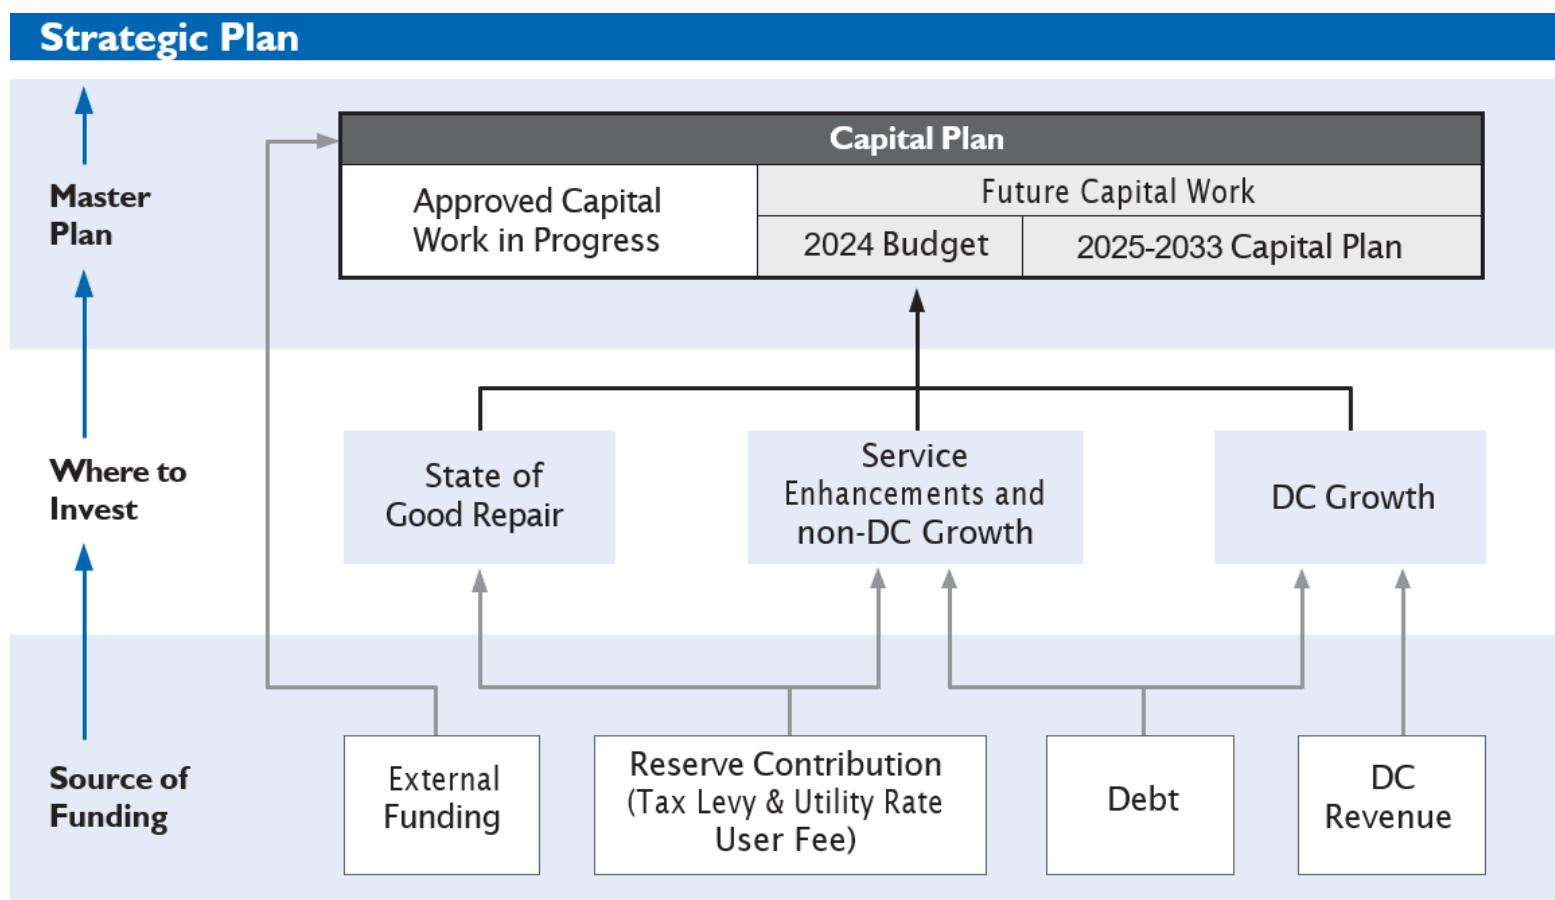 Strategic Plan
Master
Plan
Capital Plan
Approved Capital
Work in Progress
Future Capital Work
2024 Budget
2025-2033 Capital Plan
Where to
Invest
State of
Good Repair
Service
Enhancements and
non-DC Growth
DC Growth
Source of
Funding
External
Funding
Reserve Contribution
(Tax Levy & Utility Rate
User Fee)
Debt
DC
Revenue